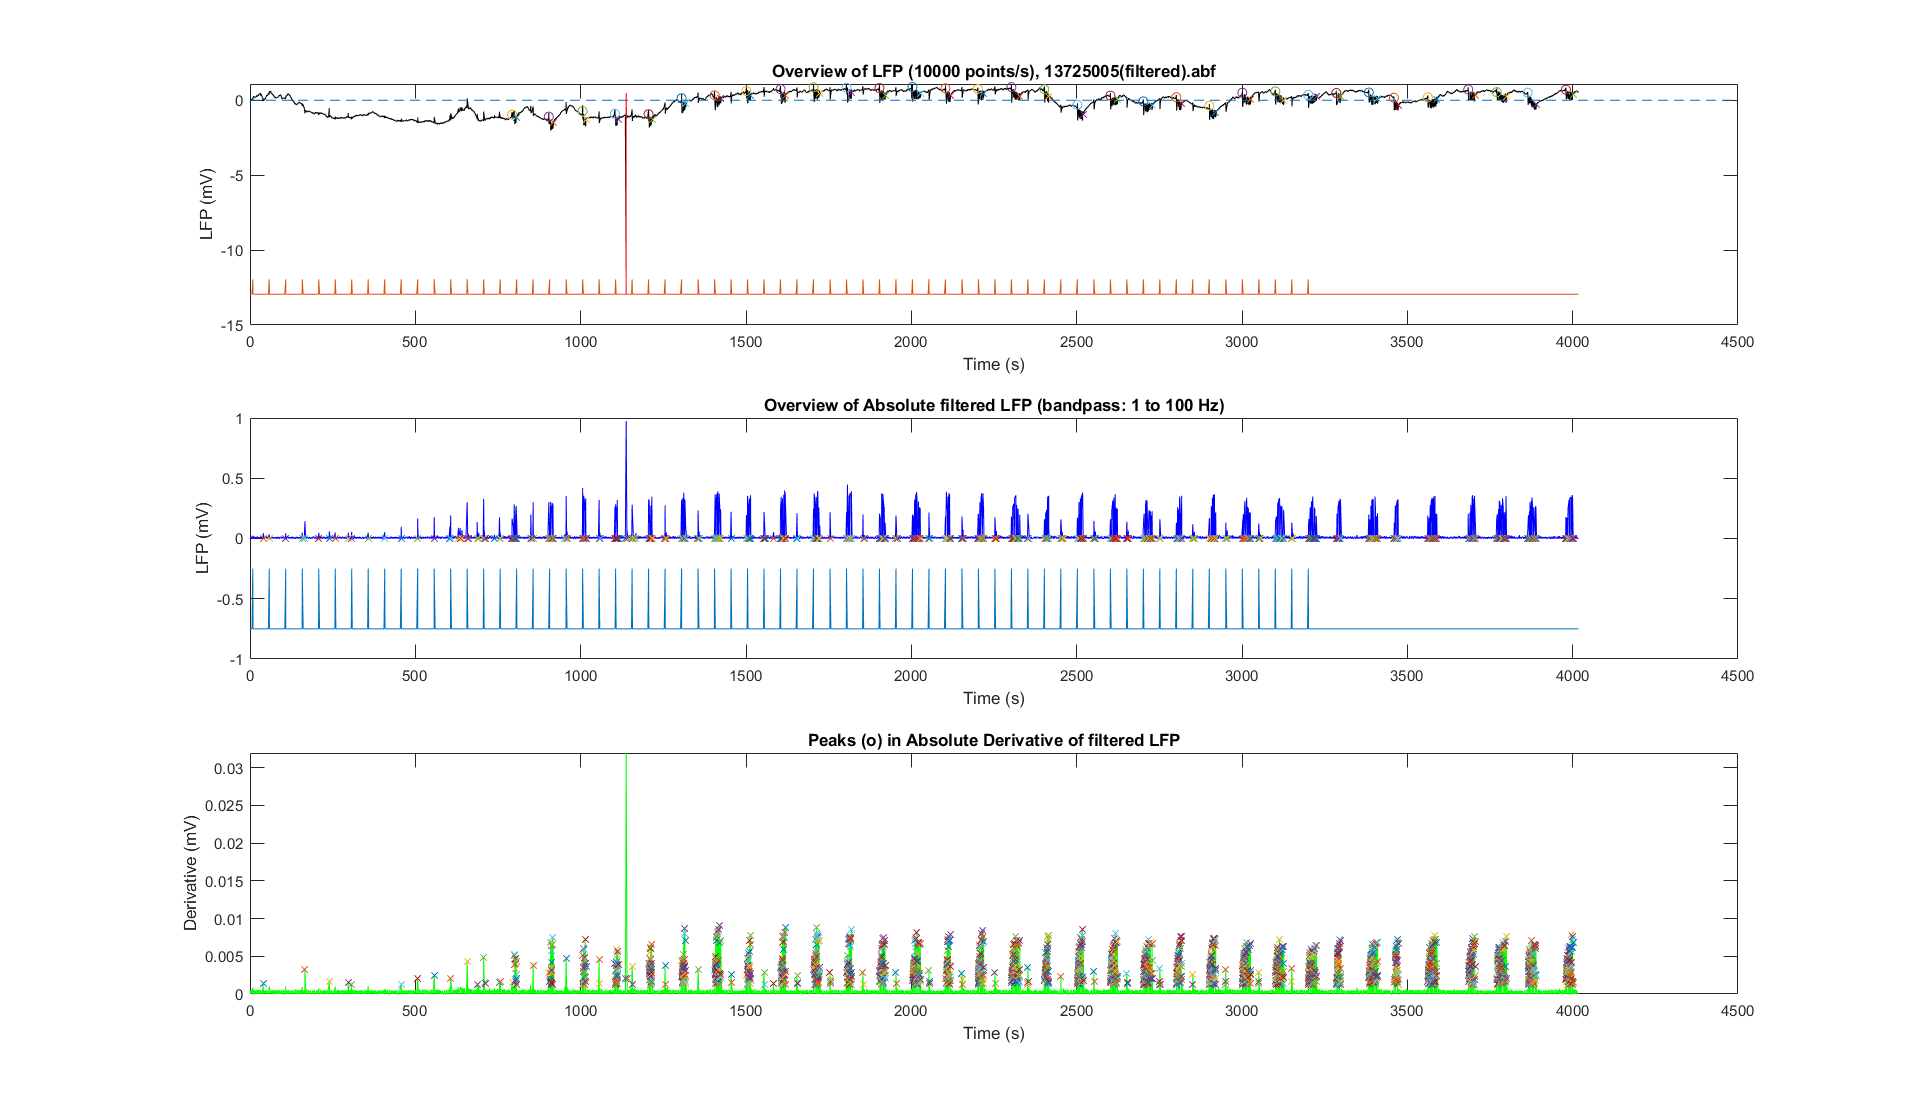 Overview of LFP (10000 points/s), 13725005(filtered).abf
LFP (mV)
0
-5
-10
-15
0 500 1000 1500 2000 2500 3000 3500 4000 4500
Time (s)
Overview of Absolute filtered LFP (bandpass: 1 to 100 Hz)
LFP (mV)
1
0.5
0
-0.5
-1
0 500 1000 1500 2000 2500 3000 3500 4000 4500
Time (s)
Peaks (o) in Absolute Derivative of filtered LFP
Derivative (mV)
0.03
0.025
0.02
0.015
0.01
0.005
0
0 500 1000 1500 2000 2500 3000 3500 4000 4500
Time (s)